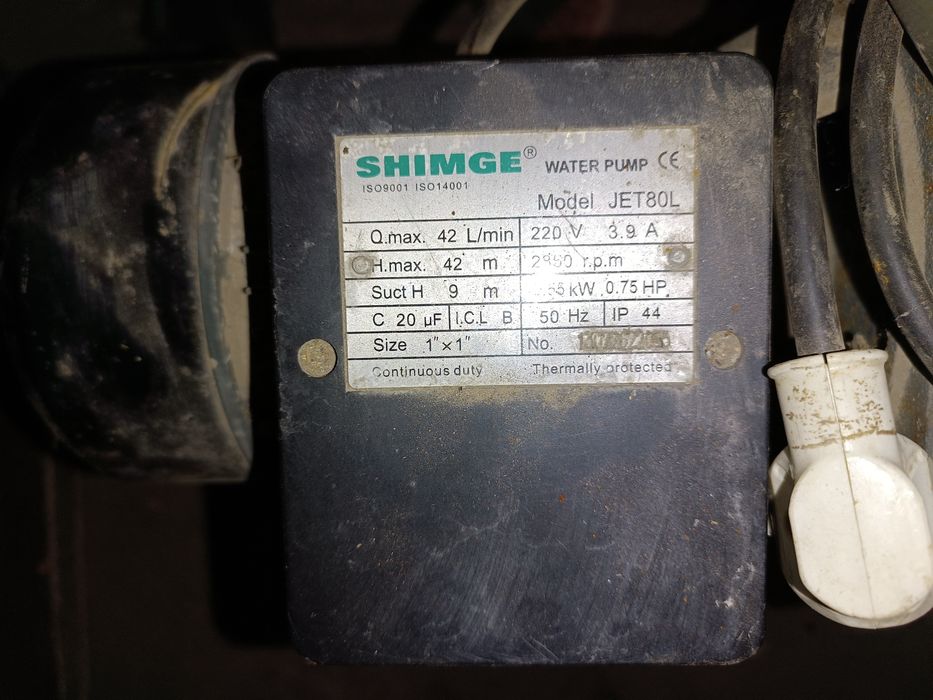 SHIMGE® WATER PUMP CE
ISO9001 ISO14001
Model JET80L
Q.max. 42 L/min 220 V 3.9 A
H.max. 42 m r.p.m
Suct H 9 m kW 0.75 HP
C 20 µF I.C.L B 50 Hz IP 44
Size 1"×1" No.
Continuous duty Thermally protected